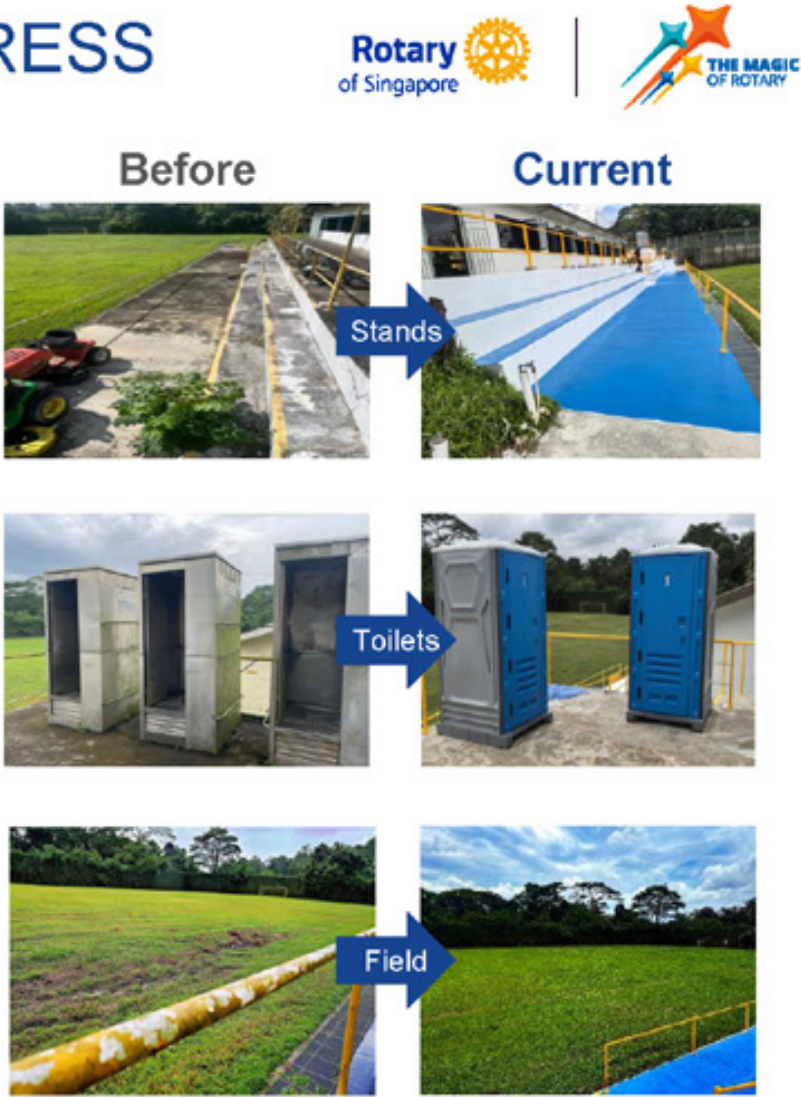 RESS
Rotary
of Singapore
THE MAGIC
OF ROTARY
Before
Current
Stands
Toilets
Field